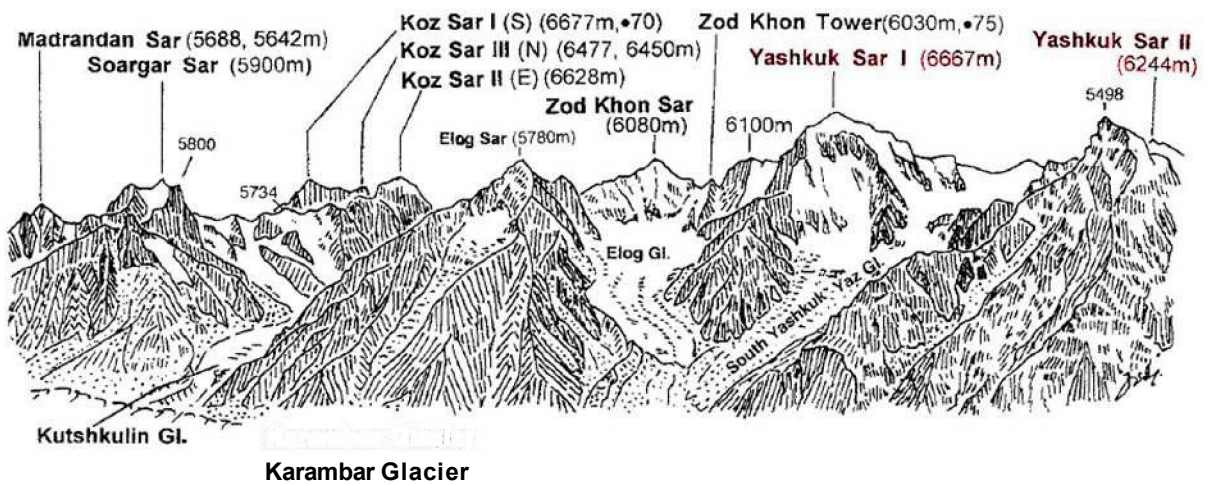 Madrandan Sar (5688, 5642m)
Soargar Sar (5900m)
5800
5734
Koz Sar I (S) (6677m,•70)
Koz Sar III (N) (6477, 6450m)
Koz Sar II (E) (6628m)
Elog Sar (5780m)
Zod Khon Sar
(6080m)
Zod Khon Tower(6030m,•75)
6100m
Yashkuk Sar I (6667m)
5498
Yashkuk Sar II
(6244m)
Elog Gl.
South Yashkuk Yaz Gl.
Kutshkulin Gl.
Karambar Glacier
Karambar Glacier